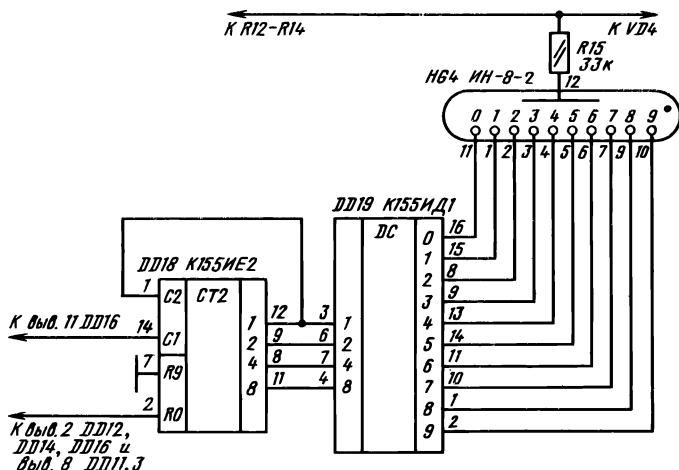 К R12-R14
К VD4
R15
33к
HG4 ИН-8-2
12
0 1 2 3 4 5 6 7 8 9
11 1 2 3 4 5 6 7 9 10
DD19 К155ИД1
DC
0 16
1 15
2 8
3 9
4 13
5 14
6 11
7 10
8 1
9 2
DD18 К155ИЕ2
CT2
1 C2
14 C1
7 R9
2 R0
1 12 3 1
2 9 6 2
4 8 7 4
8 11 4 8
К выв. 11 DD16
К выв. 2 DD12,
DD14, DD16 и
выв. 8 DD11.3